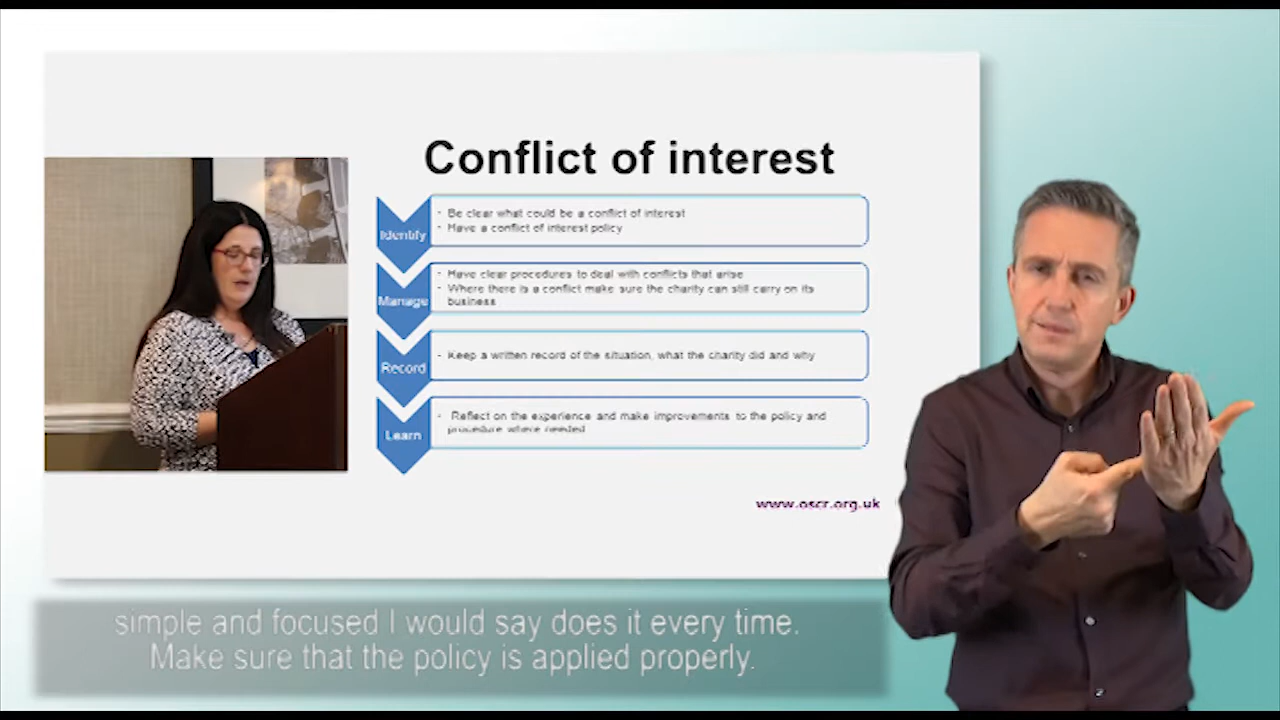 Conflict of interest
Identify
- Be clear what could be a conflict of interest
- Have a conflict of interest policy
Manage
- Have clear procedures to deal with conflicts that arise
- Where there is a conflict make sure the charity can still carry on its
business
Record
- Keep a written record of the situation, what the charity did and why
Learn
- Reflect on the experience and make improvements to the policy and
procedure where needed
www.oscr.org.uk
simple and focused I would say does it every time.
Make sure that the policy is applied properly.